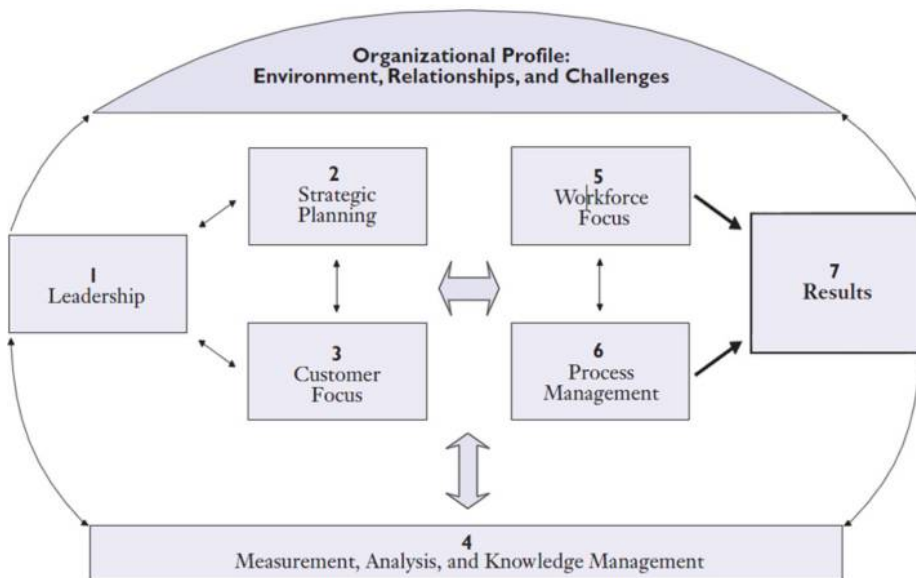 Organizational Profile:
Environment, Relationships, and Challenges
2
Strategic
Planning
5
Workforce
Focus
1
Leadership
7
Results
3
Customer
Focus
6
Process
Management
4
Measurement, Analysis, and Knowledge Management